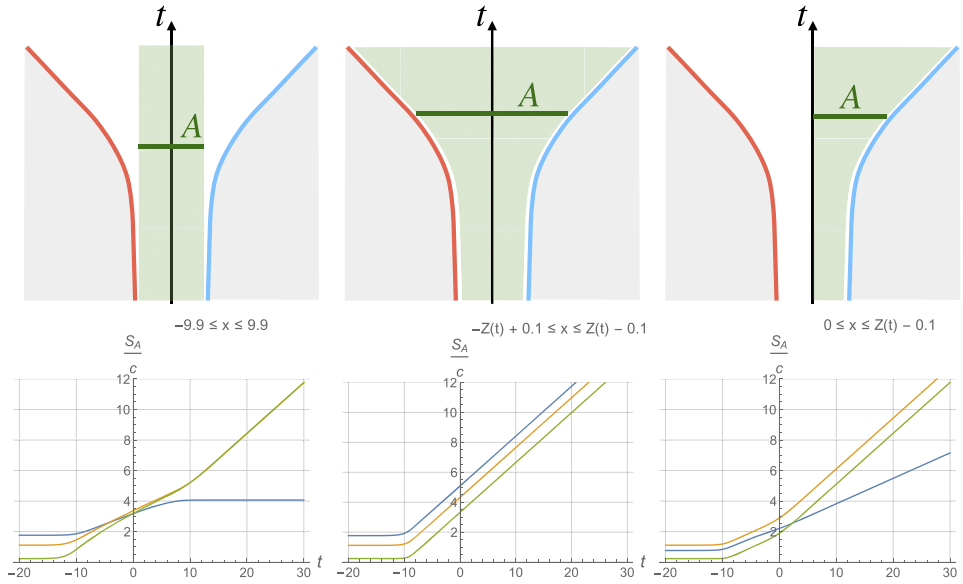 t t t
A A A
−9.9 ≤ x ≤ 9.9
−Z(t) + 0.1 ≤ x ≤ Z(t) − 0.1
0 ≤ x ≤ Z(t) − 0.1
S_A / c
12
10
8
6
4
2
−20 −10 0 10 20 30 t
S_A / c
12
10
8
6
4
2
−20 −10 0 10 20 30 t
S_A / c
12
10
8
6
4
2
−20 −10 0 10 20 30 t